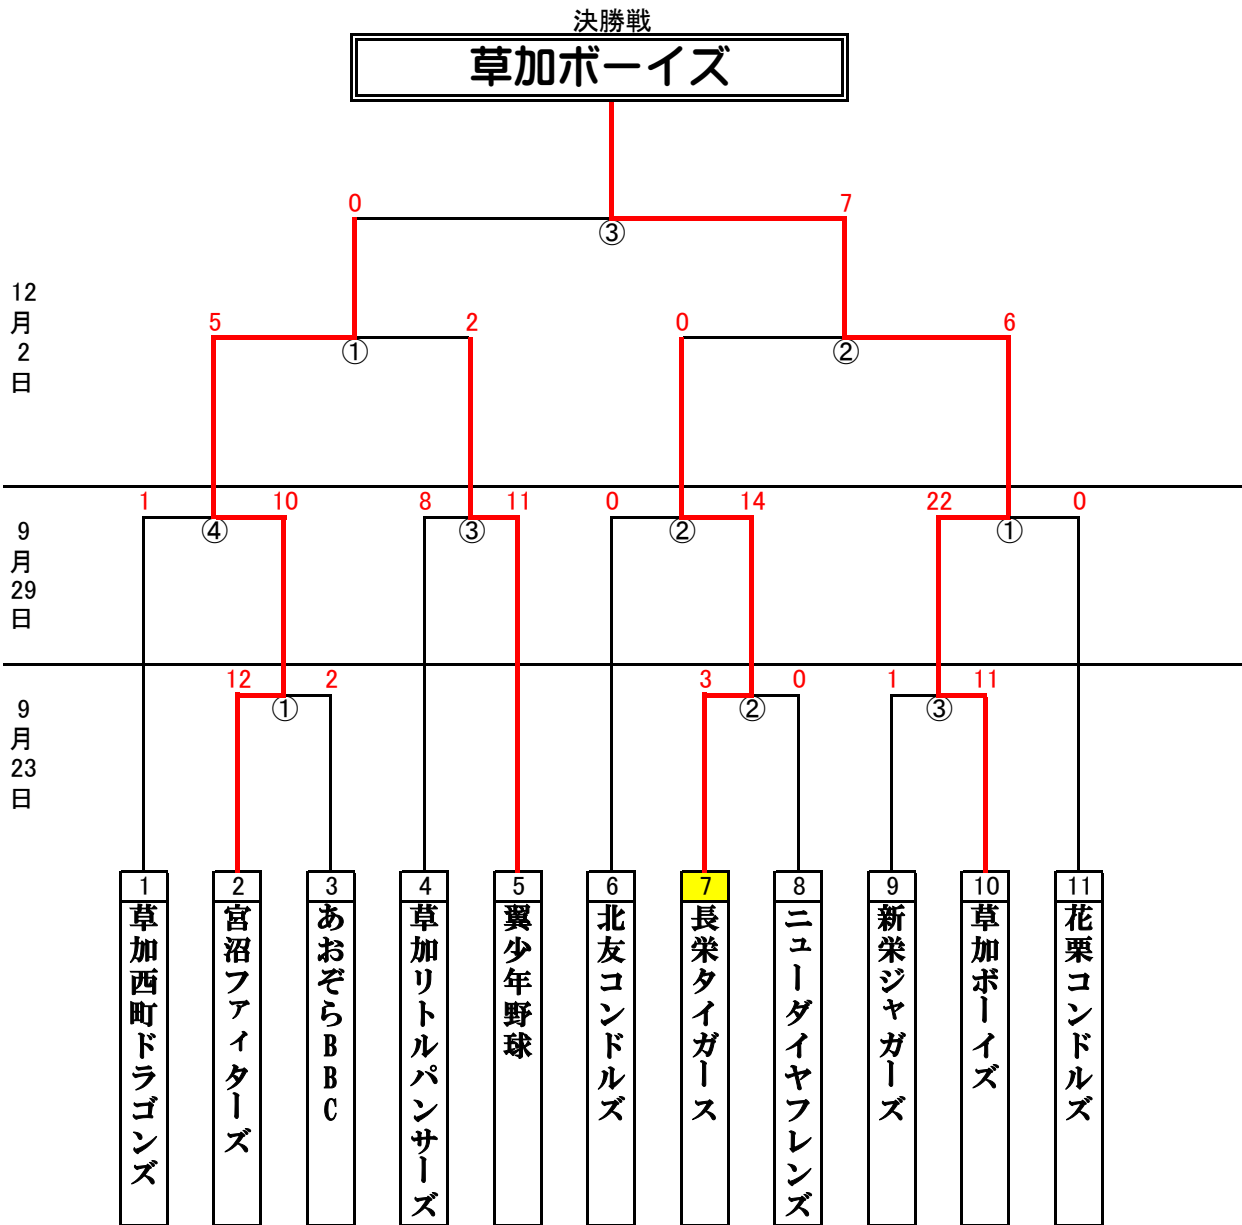 決勝戦
草加ボーイズ
0
7
③
12月2日
5
2
0
6
①
②
1
10
8
11
0
14
22
0
④
③
②
①
9月29日
12
2
3
0
1
11
①
②
③
9月23日
1
草加西町ドラゴンズ
2
宮沼ファイターズ
3
あおぞらBBC
4
草加リトルパンサーズ
5
翼少年野球
6
北友コンドルズ
7
長栄タイガース
8
ニューダイヤフレンズ
9
新栄ジャガーズ
10
草加ボーイズ
11
花栗コンドルズ